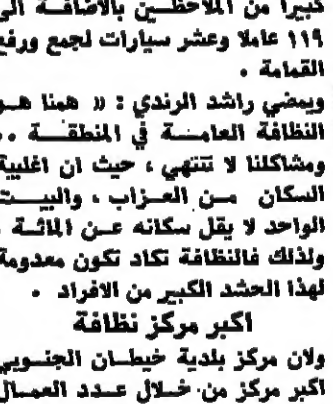 كبيرا من الملاحظين بالاضافة الى
١١٩ عاملا وعشر سيارات لجمع ورفع
القمامة .
ويمضي راشد الرندي : « همنا هو
النظافة العامة في المنطقة ..
ومشاكلنا لا تنتهي ، حيث ان اغلبية
السكان من العزاب ، والبيت
الواحد لا يقل سكانه عن المائة ،
ولذلك فالنظافة تكاد تكون معدومة
لهذا الحشد الكبير من الافراد .
اكبر مركز نظافة
ولان مركز بلدية خيطان الجنوبي
اكبر مركز من خلال عدد العمال